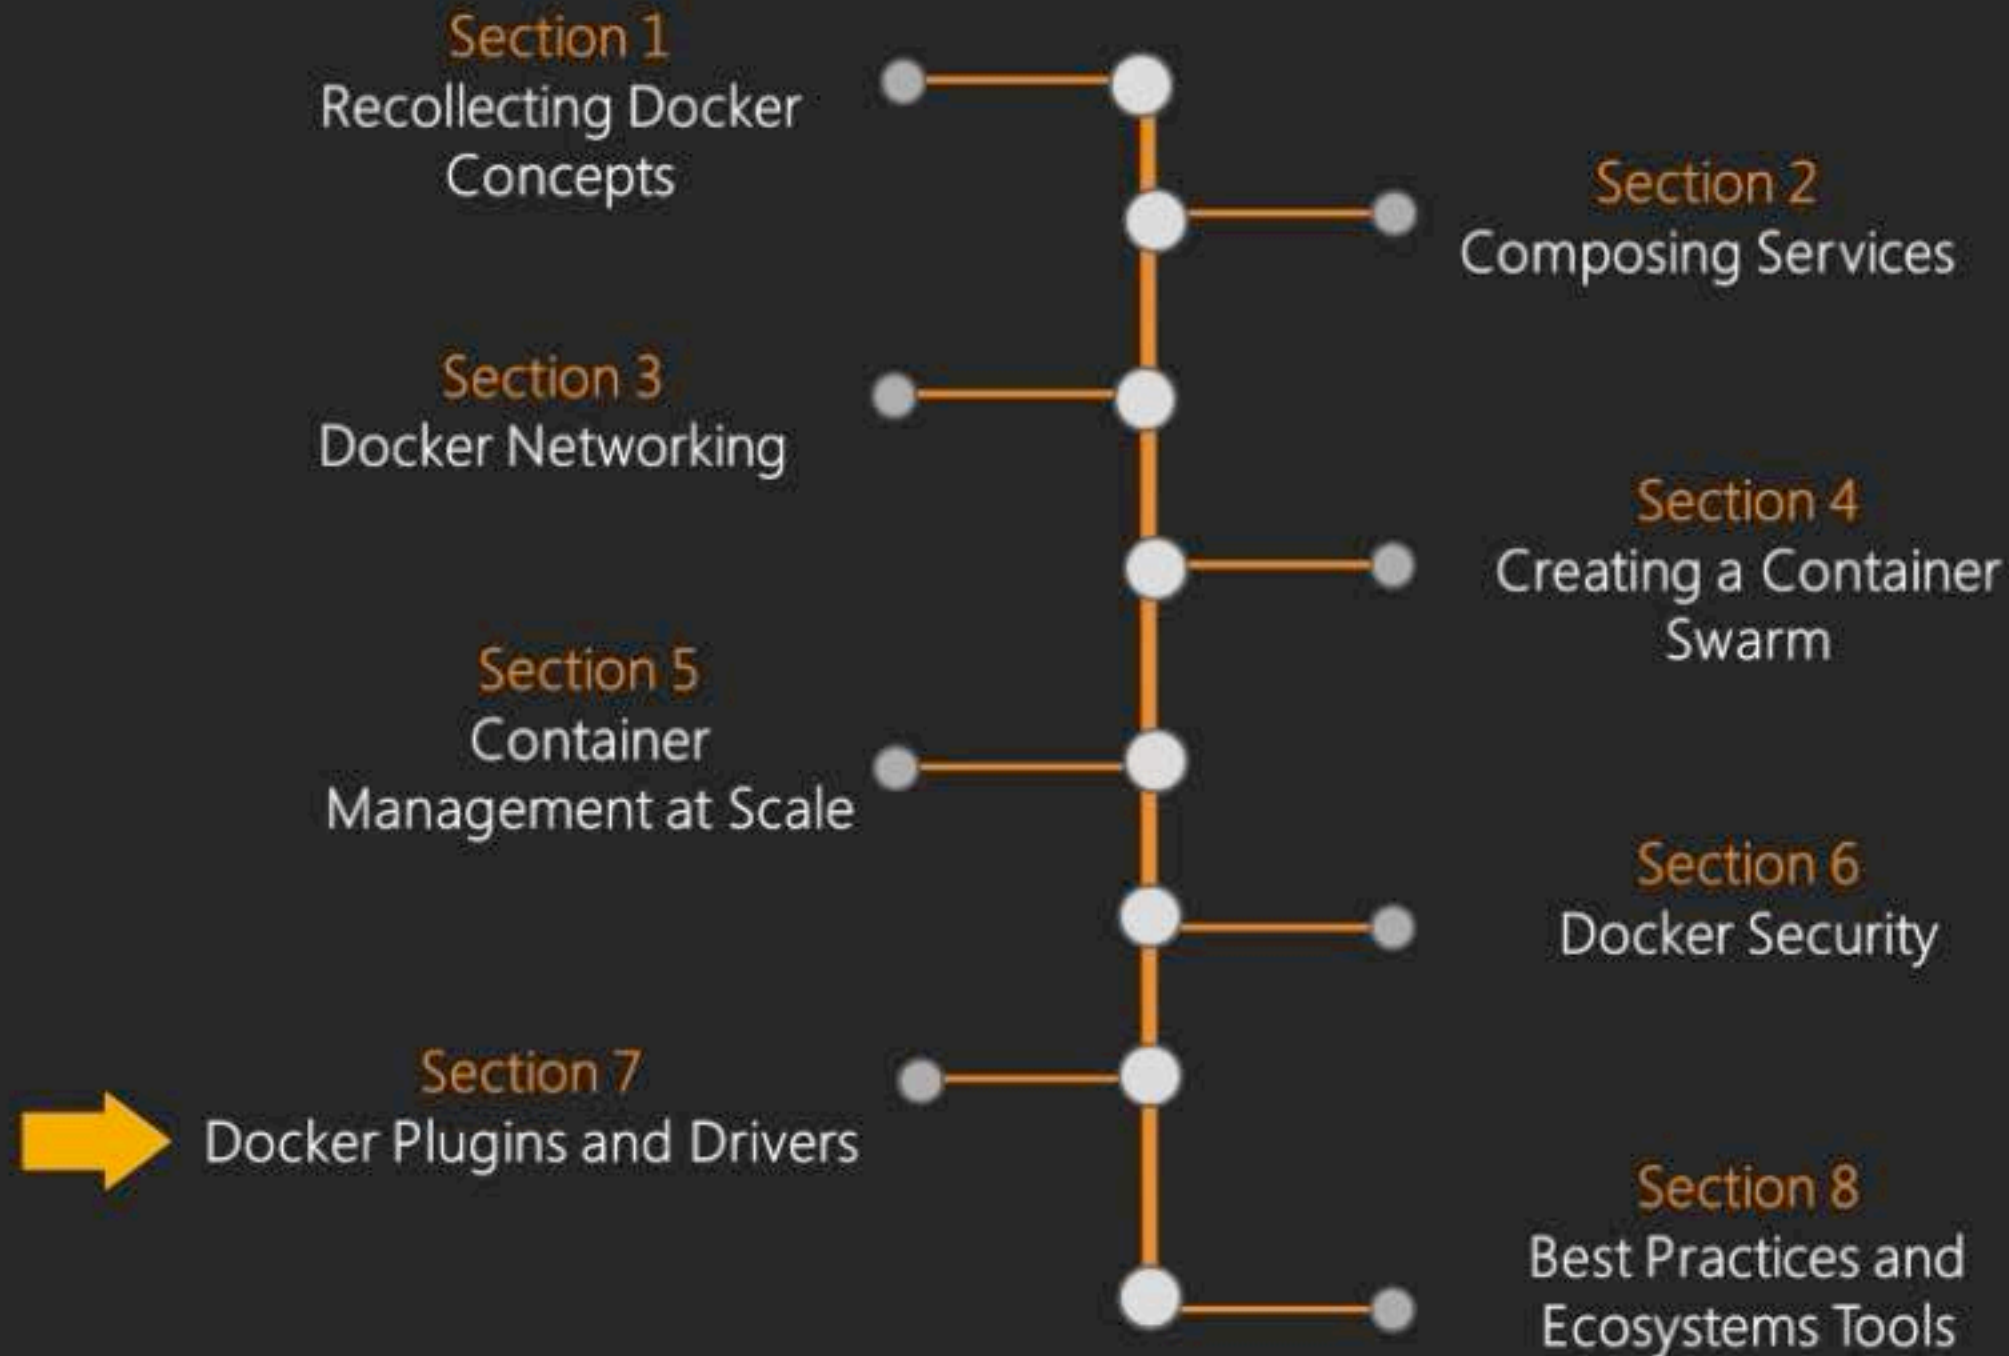 Section 1
Recollecting Docker
Concepts
Section 2
Composing Services
Section 3
Docker Networking
Section 4
Creating a Container
Swarm
Section 5
Container
Management at Scale
Section 6
Docker Security
Section 7
Docker Plugins and Drivers
Section 8
Best Practices and
Ecosystems Tools